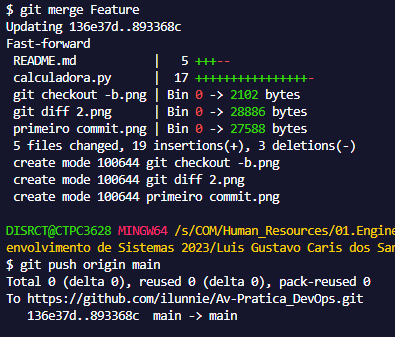 $ git merge Feature
Updating 136e37d..893368c
Fast-forward
 README.md            |   5 +++--
 calculadora.py       |  17 ++++++++++++++++-
 git checkout -b.png  | Bin 0 -> 2102 bytes
 git diff 2.png       | Bin 0 -> 28886 bytes
 primeiro commit.png  | Bin 0 -> 27588 bytes
 5 files changed, 19 insertions(+), 3 deletions(-)
 create mode 100644 git checkout -b.png
 create mode 100644 git diff 2.png
 create mode 100644 primeiro commit.png
DISRCT@CTPC3628 MINGW64 /s/COM/Human_Resources/01.Engine
envolvimento de Sistemas 2023/Luis Gustavo Caris dos Sa
$ git push origin main
Total 0 (delta 0), reused 0 (delta 0), pack-reused 0
To https://github.com/ilunnie/Av-Pratica_DevOps.git
   136e37d..893368c  main -> main